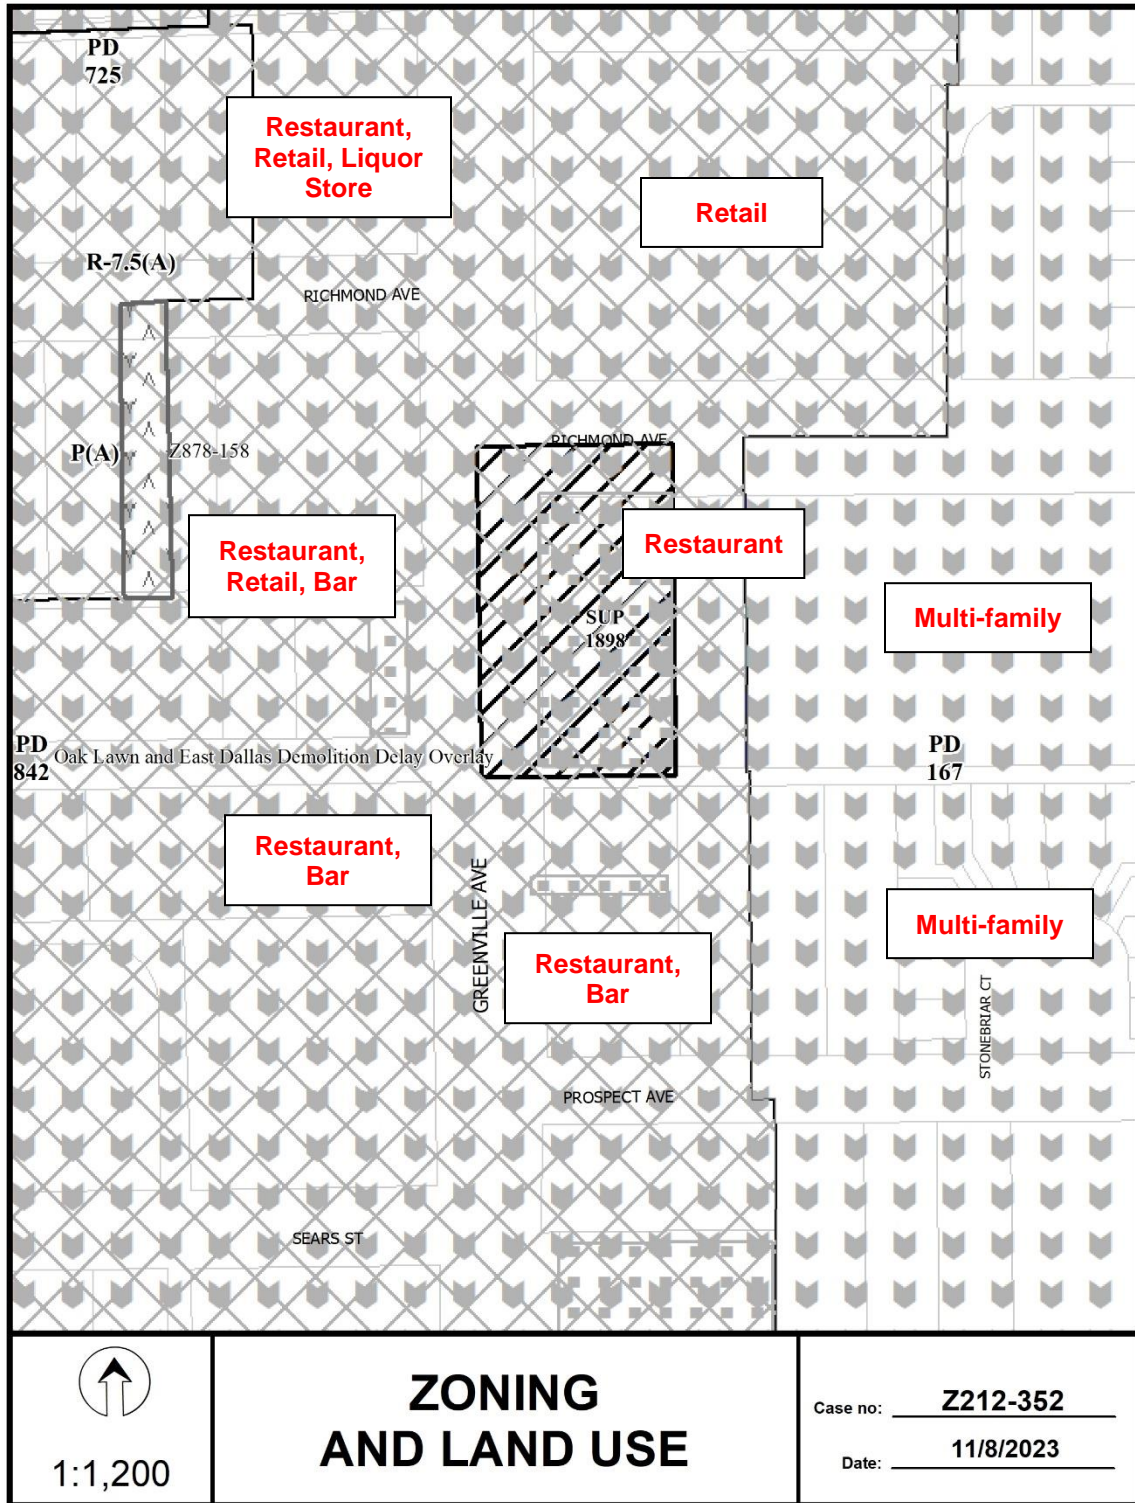 PD
725
Restaurant,
Retail, Liquor
Store
Retail
R-7.5(A)
RICHMOND AVE
RICHMOND AVE
P(A)
Z878-158
Restaurant,
Retail, Bar
Restaurant
SUP
1898
Multi-family
PD
842
Oak Lawn and East Dallas Demolition Delay Overlay
PD
167
Restaurant,
Bar
GREENVILLE AVE
Multi-family
Restaurant,
Bar
STONEBRIAR CT
PROSPECT AVE
SEARS ST
1:1,200
ZONING
AND LAND USE
Case no: Z212-352
Date: 11/8/2023